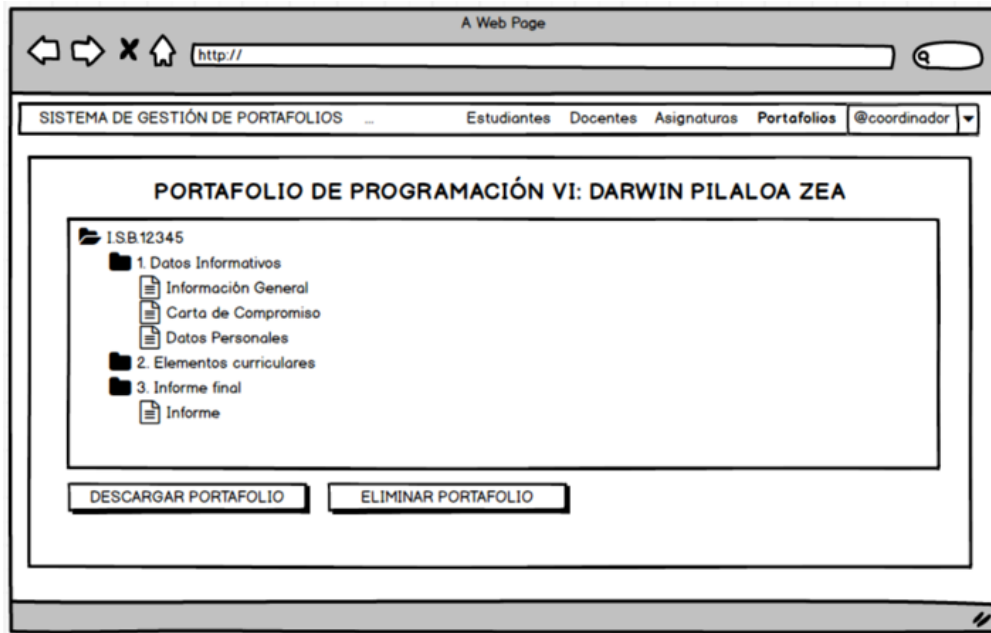 A Web Page
http://
SISTEMA DE GESTIÓN DE PORTAFOLIOS ... Estudiantes Docentes Asignaturas Portafolios @coordinador
PORTAFOLIO DE PROGRAMACIÓN VI: DARWIN PILALOA ZEA
I.S.B.12345
1. Datos Informativos
Información General
Carta de Compromiso
Datos Personales
2. Elementos curriculares
3. Informe final
Informe
DESCARGAR PORTAFOLIO ELIMINAR PORTAFOLIO